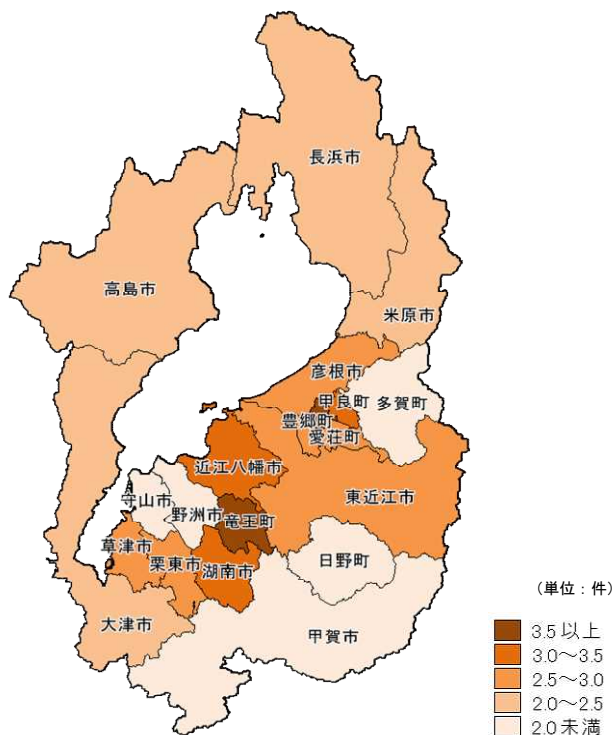 長浜市
高島市
米原市
彦根市
甲良町
多賀町
豊郷町
愛荘町
近江八幡市
東近江市
守山市
野洲市
竜王町
草津市
栗東市
湖南市
日野町
大津市
甲賀市
(単位:件)
3.5以上
3.0~3.5
2.5~3.0
2.0~2.5
2.0未満